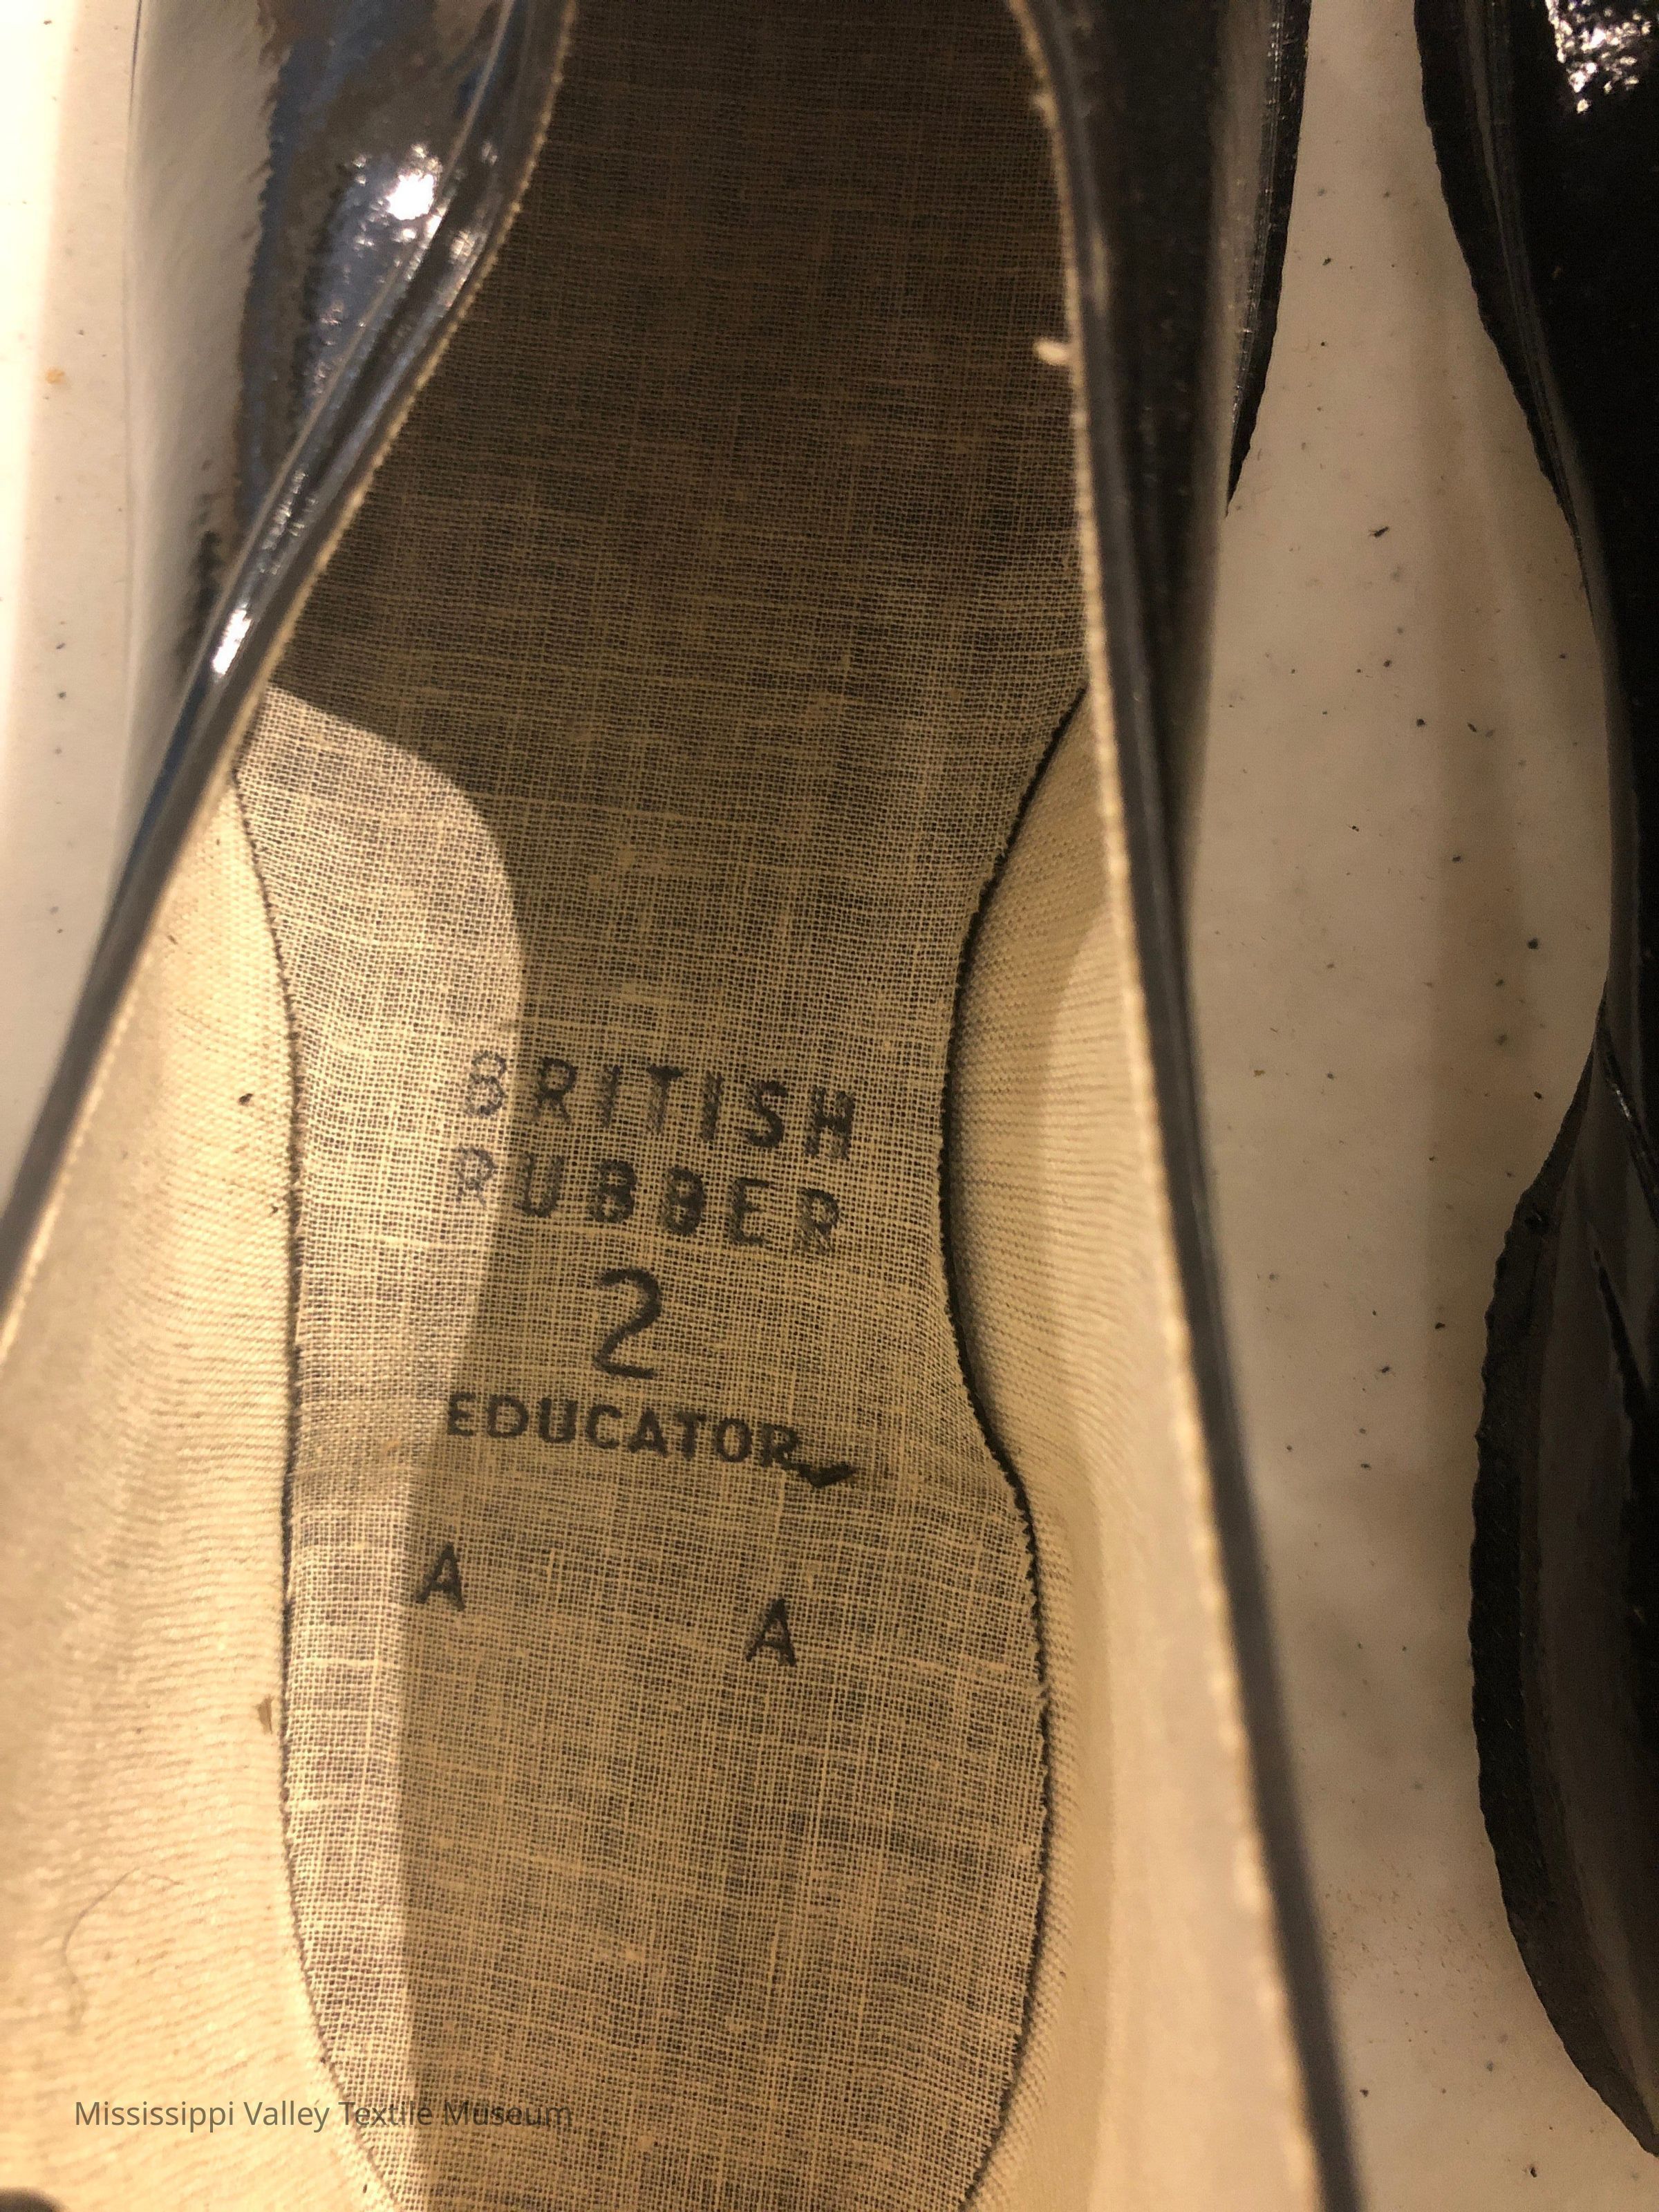 BRITISH
RUBBER
2
EDUCATOR
A A
Mississippi Valley Textile Museum